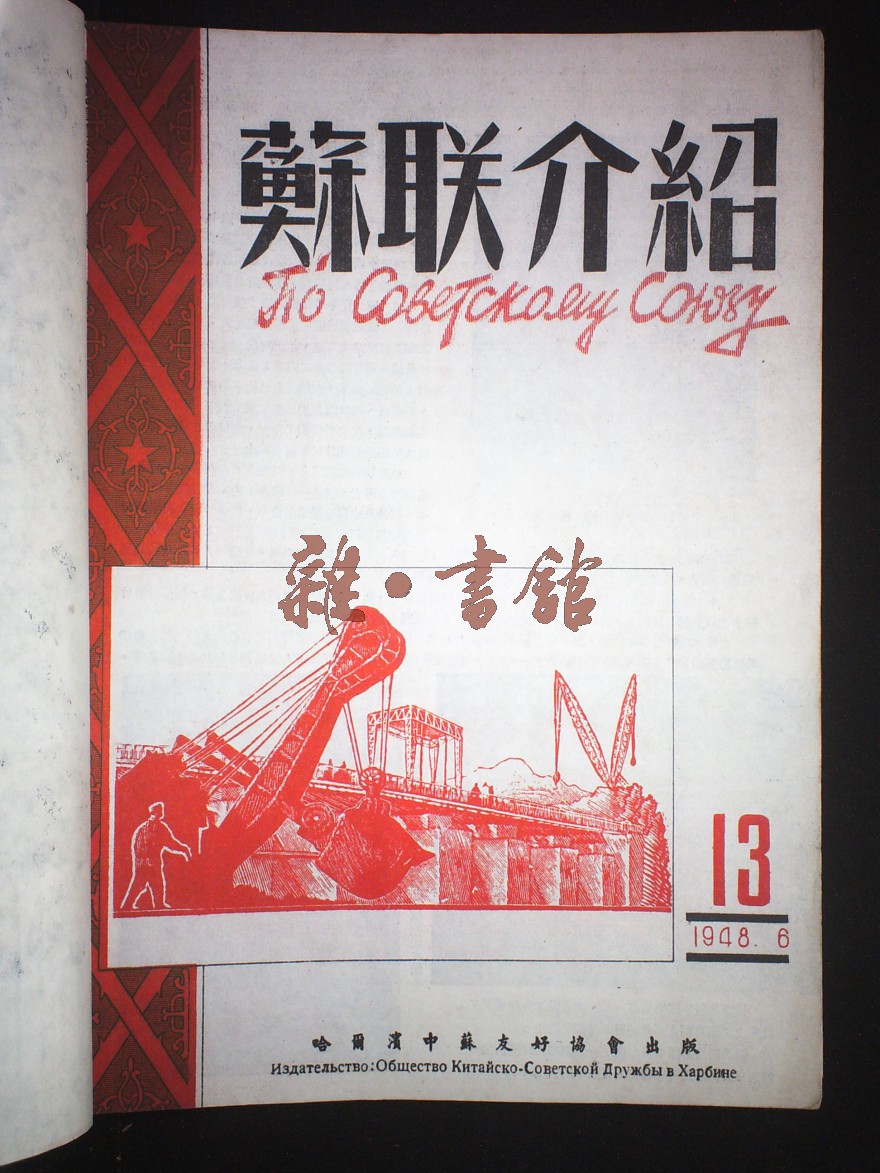 蘇联介紹
По Советскому Союзу
雜·書舘
13
1948. 6
哈爾濱中蘇友好協會出版
Издательство:Общество Китайско-Советской Дружбы в Харбине